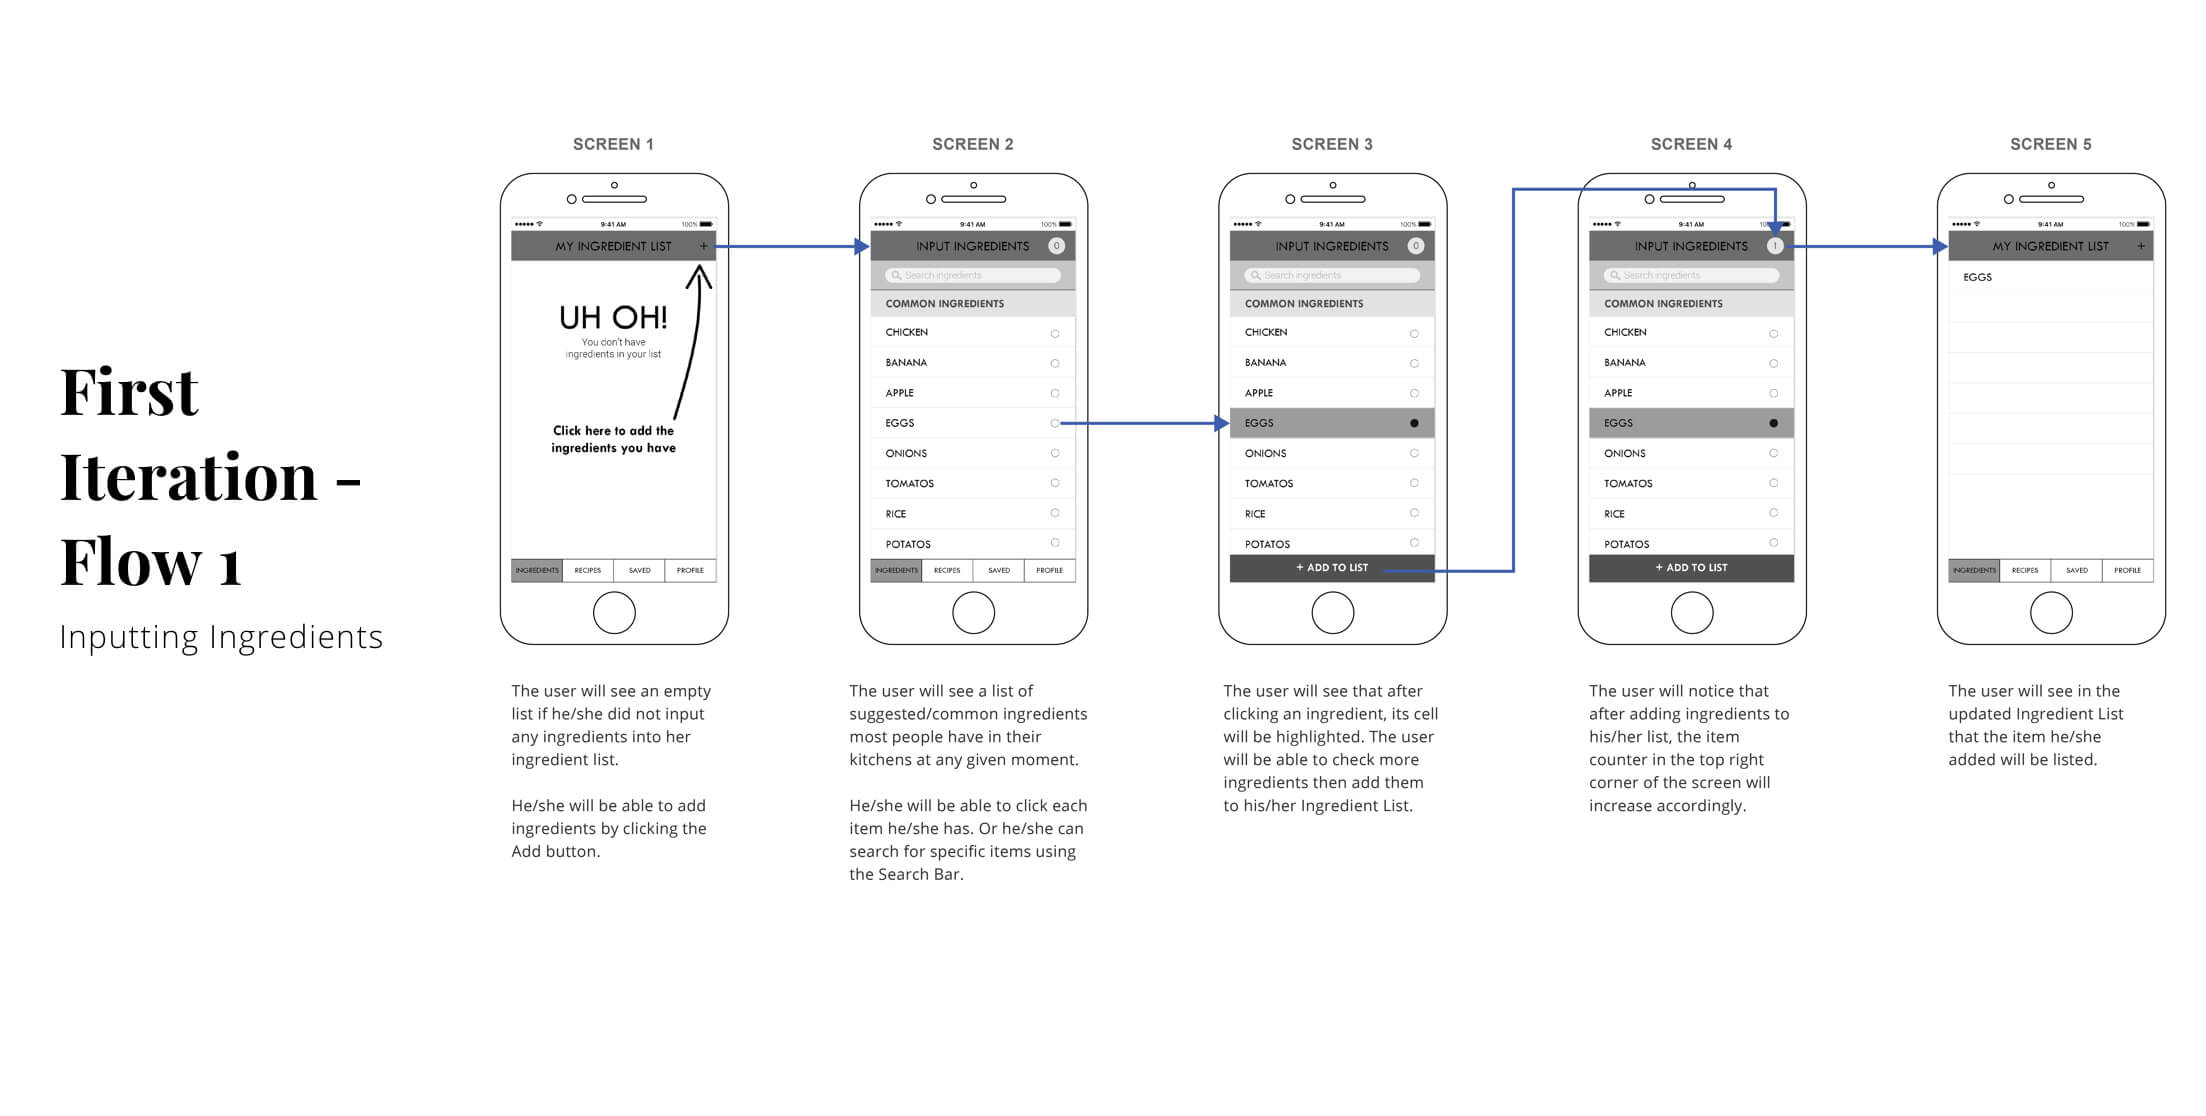 First
Iteration -
Flow 1
Inputting Ingredients
SCREEN 1
9:41 AM
100%
MY INGREDIENT LIST +
UH OH!
You don't have
ingredients in your list
Click here to add the
ingredients you have
INGREDIENTS RECIPES SAVED PROFILE
The user will see an empty
list if he/she did not input
any ingredients into her
ingredient list.
He/she will be able to add
ingredients by clicking the
Add button.
SCREEN 2
9:41 AM
100%
INPUT INGREDIENTS 0
Search ingredients
COMMON INGREDIENTS
CHICKEN
BANANA
APPLE
EGGS
ONIONS
TOMATOS
RICE
POTATOS
INGREDIENTS RECIPES SAVED PROFILE
The user will see a list of
suggested/common ingredients
most people have in their
kitchens at any given moment.
He/she will be able to click each
item he/she has. Or he/she can
search for specific items using
the Search Bar.
SCREEN 3
9:41 AM
100%
INPUT INGREDIENTS 0
Search ingredients
COMMON INGREDIENTS
CHICKEN
BANANA
APPLE
EGGS
ONIONS
TOMATOS
RICE
POTATOS
+ ADD TO LIST
The user will see that after
clicking an ingredient, its cell
will be highlighted. The user
will be able to check more
ingredients then add them
to his/her Ingredient List.
SCREEN 4
9:41 AM
INPUT INGREDIENTS 1
Search ingredients
COMMON INGREDIENTS
CHICKEN
BANANA
APPLE
EGGS
ONIONS
TOMATOS
RICE
POTATOS
+ ADD TO LIST
The user will notice that
after adding ingredients to
his/her list, the item
counter in the top right
corner of the screen will
increase accordingly.
SCREEN 5
9:41 AM
100%
MY INGREDIENT LIST +
EGGS
INGREDIENTS RECIPES SAVED PROFILE
The user will see in the
updated Ingredient List
that the item he/she
added will be listed.